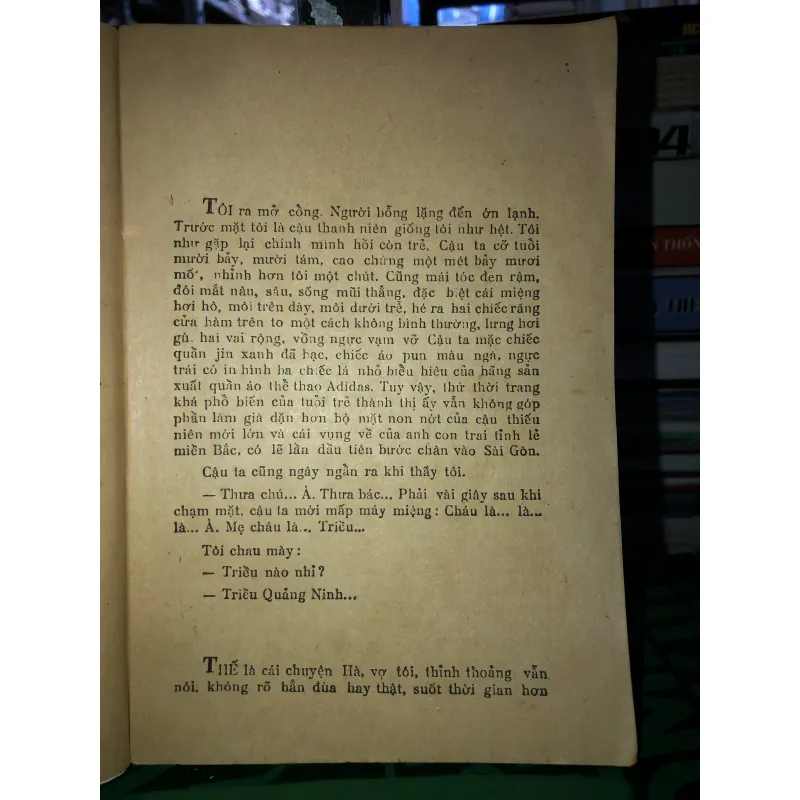 TÔI ra mở cổng. Người bỗng lặng đến ớn lạnh.
Trước mặt tôi là cậu thanh niên giống tôi như hệt. Tôi
như gặp lại chính mình hồi còn trẻ. Cậu ta cỡ tuổi
mười bảy, mười tám, cao chừng một mét bảy mươi
mố', nhỉnh hơn tôi một chút. Cũng mái tóc đen rậm,
đôi mắt nâu, sâu, sống mũi thẳng, đặc biệt cái miệng
hơi hô, môi trên dày, môi dưới trễ, hé ra hai chiếc răng
cửa hàm trên to một cách không bình thường, lưng hơi
gù, hai vai rộng, vồng ngực vạm vỡ Cậu ta mặc chiếc
quần jin xanh đã bạc, chiếc áo pun màu ngà, ngực
trái có in hình ba chiếc lá nhỏ biểu hiệu của hãng sản
xuất quần áo thể thao Adidas. Tuy vậy, thứ thời trang
khá phổ biến của tuổi trẻ thành thị ấy vẫn không góp
phần làm già dặn hơn bộ mặt non nớt của cậu thiếu
niên mới lớn và cái vụng về của anh con trai tỉnh lẻ
miền Bắc, có lẽ lần đầu tiên bước chân vào Sài Gòn.
Cậu ta cũng ngây ngần ra khi thấy tôi.
— Thưa chú... À. Thưa bác... Phải vài giây sau khi
chạm mặt, cậu ta mới mấp máy miệng: Cháu là... là...
là... À. Mẹ cháu là... Triều...
Tôi chau mày:
— Triều nào nhỉ?
— Triều Quảng Ninh...
THẾ là cái chuyện Hà, vợ tôi, thỉnh thoảng vẫn
nói, không rõ hẳn đùa hay thật, suốt thời gian hơn
HC
04
N THỐN